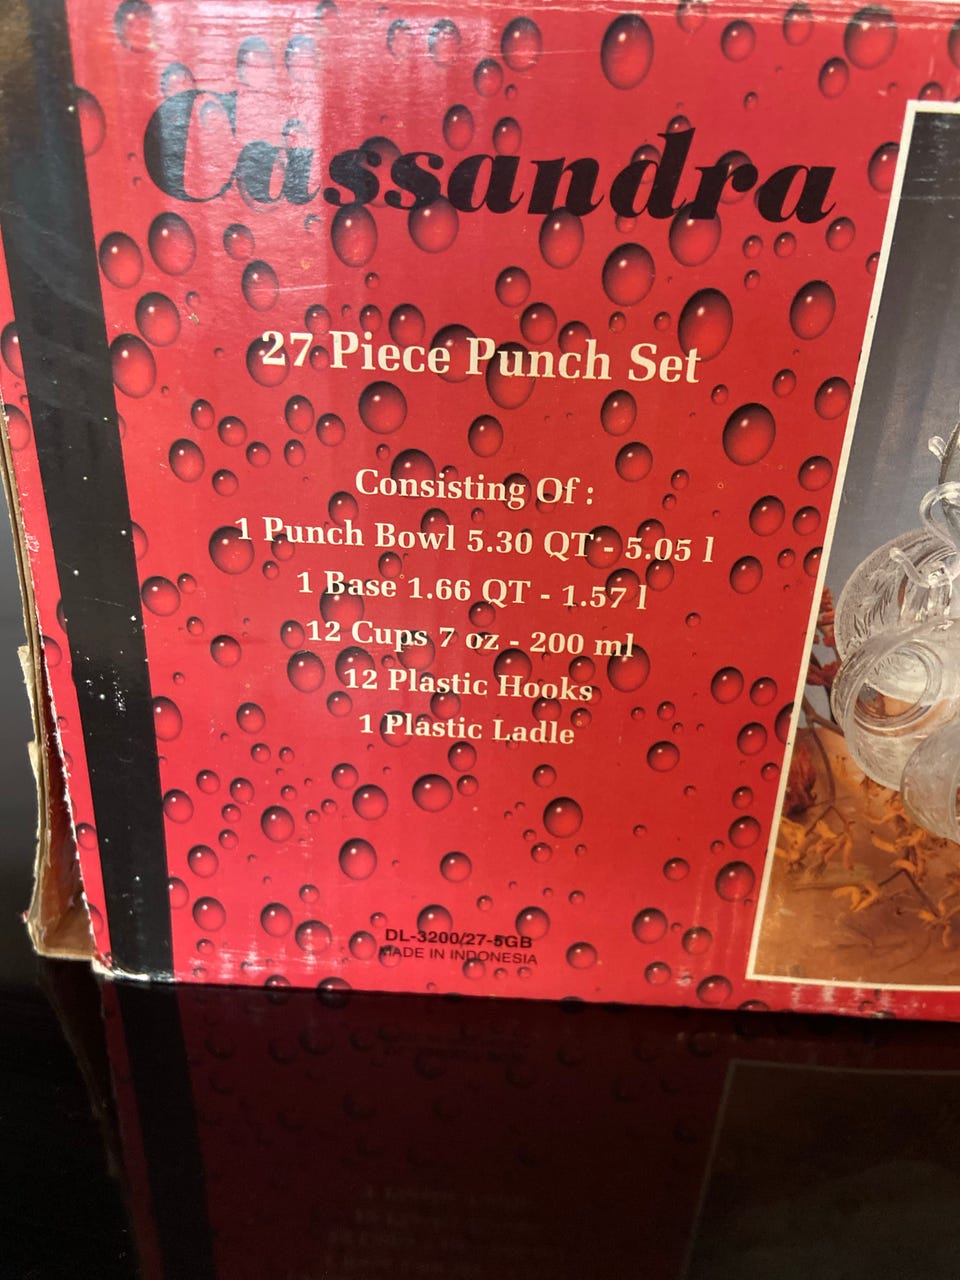 Cassandra
27 Piece Punch Set
Consisting Of :
1 Punch Bowl 5.30 QT - 5.05 l
1 Base 1.66 QT - 1.57 l
12 Cups 7 oz - 200 ml
12 Plastic Hooks
1 Plastic Ladle
DL-3200/27-5GB
MADE IN INDONESIA